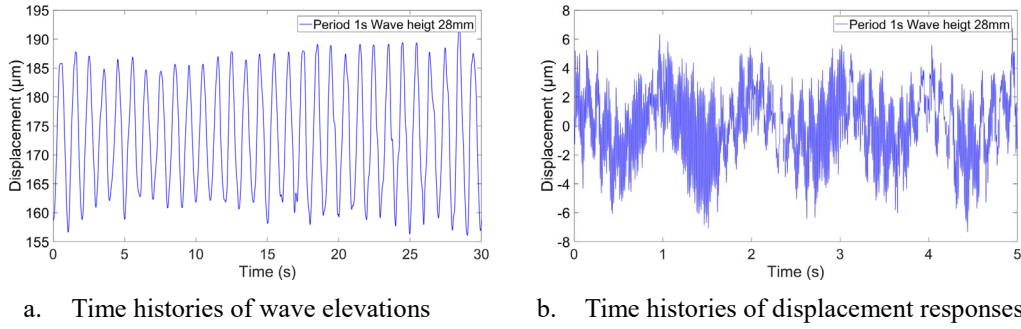 195
190
185
180
175
170
165
160
155
Displacement (μm)
Period 1s Wave heigt 28mm
0 5 10 15 20 25 30
Time (s)
a. Time histories of wave elevations
8
6
4
2
0
-2
-4
-6
-8
Displacement (μm)
Period 1s Wave heigt 28mm
0 1 2 3 4 5
Time (s)
b. Time histories of displacement responses